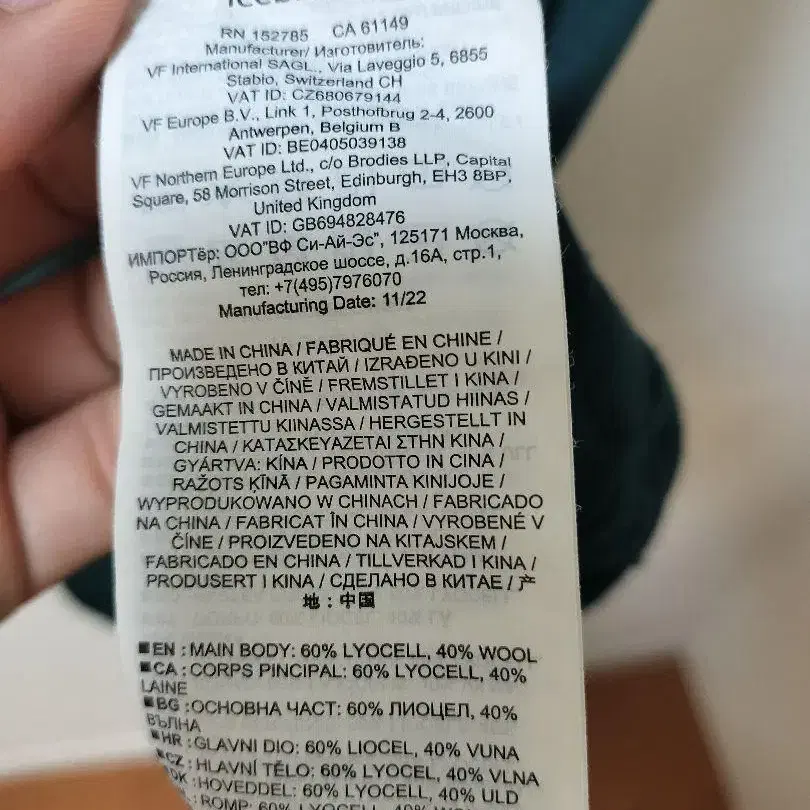 RN 152785 CA 61149
Manufacturer/ Изготовитель:
VF International SAGL., Via Laveggio 5, 6855
Stabio, Switzerland CH
VAT ID: CZ680679144
VF Europe B.V., Link 1, Posthofbrug 2-4, 2600
Antwerpen, Belgium B
VAT ID: BE0405039138
VF Northern Europe Ltd., c/o Brodies LLP, Capital
Square, 58 Morrison Street, Edinburgh, EH3 8BP,
United Kingdom
VAT ID: GB694828476
ИМПОРТёр: ООО"ВФ Си-Ай-Эс", 125171 Москва,
Россия, Ленинградское шоссе, д.16А, стр.1,
тел: +7(495)7976070
Manufacturing Date: 11/22
MADE IN CHINA / FABRIQUÉ EN CHINE /
ПРОИЗВЕДЕНО В КИТАЙ / IZRAĐENO U KINI /
VYROBENO V ČÍNĚ / FREMSTILLET I KINA /
GEMAAKT IN CHINA / VALMISTATUD HIINAS /
VALMISTETTU KIINASSA / HERGESTELLT IN
CHINA / ΚΑΤΑΣΚΕΥΑΖΕΤΑΙ ΣΤΗΝ ΚΙΝΑ /
GYÁRTVA: KÍNA / PRODOTTO IN CINA /
RAŽOTS ĶĪNĀ / PAGAMINTA KINIJOJE /
WYPRODUKOWANO W CHINACH / FABRICADO
NA CHINA / FABRICAT ÎN CHINA / VYROBENÉ V
ČÍNE / PROIZVEDENO NA KITAJSKEM /
FABRICADO EN CHINA / TILLVERKAD I KINA /
PRODUSERT I KINA / СДЕЛАНО В КИТАЕ / 产
地：中国
■EN : MAIN BODY: 60% LYOCELL, 40% WOOL
■CA : CORPS PINCIPAL: 60% LYOCELL, 40%
LAINE
■BG : ОСНОВНА ЧАСТ: 60% ЛИОЦЕЛ, 40%
ВЪЛНА
■HR : GLAVNI DIO: 60% LIOCEL, 40% VUNA
■CZ : HLAVNÍ TĚLO: 60% LYOCEL, 40% VLNA
DK : HOVEDDEL: 60% LYOCELL, 40% ULD
: ROMP: 60% LYOCELL, 40%